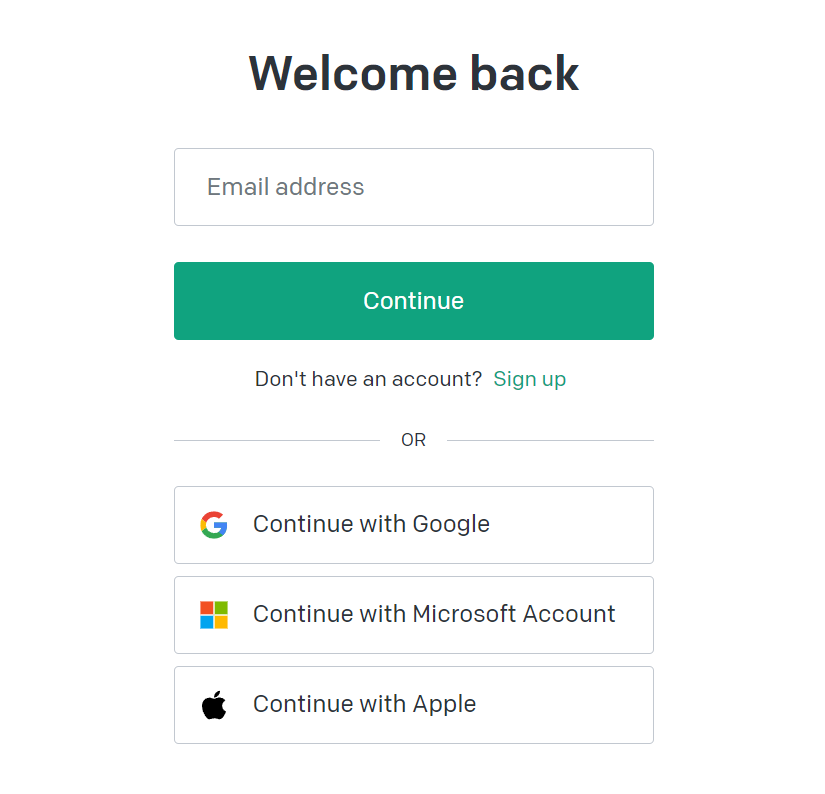 Welcome back
Email address
Continue
Don't have an account? Sign up
OR
Continue with Google
Continue with Microsoft Account
Continue with Apple